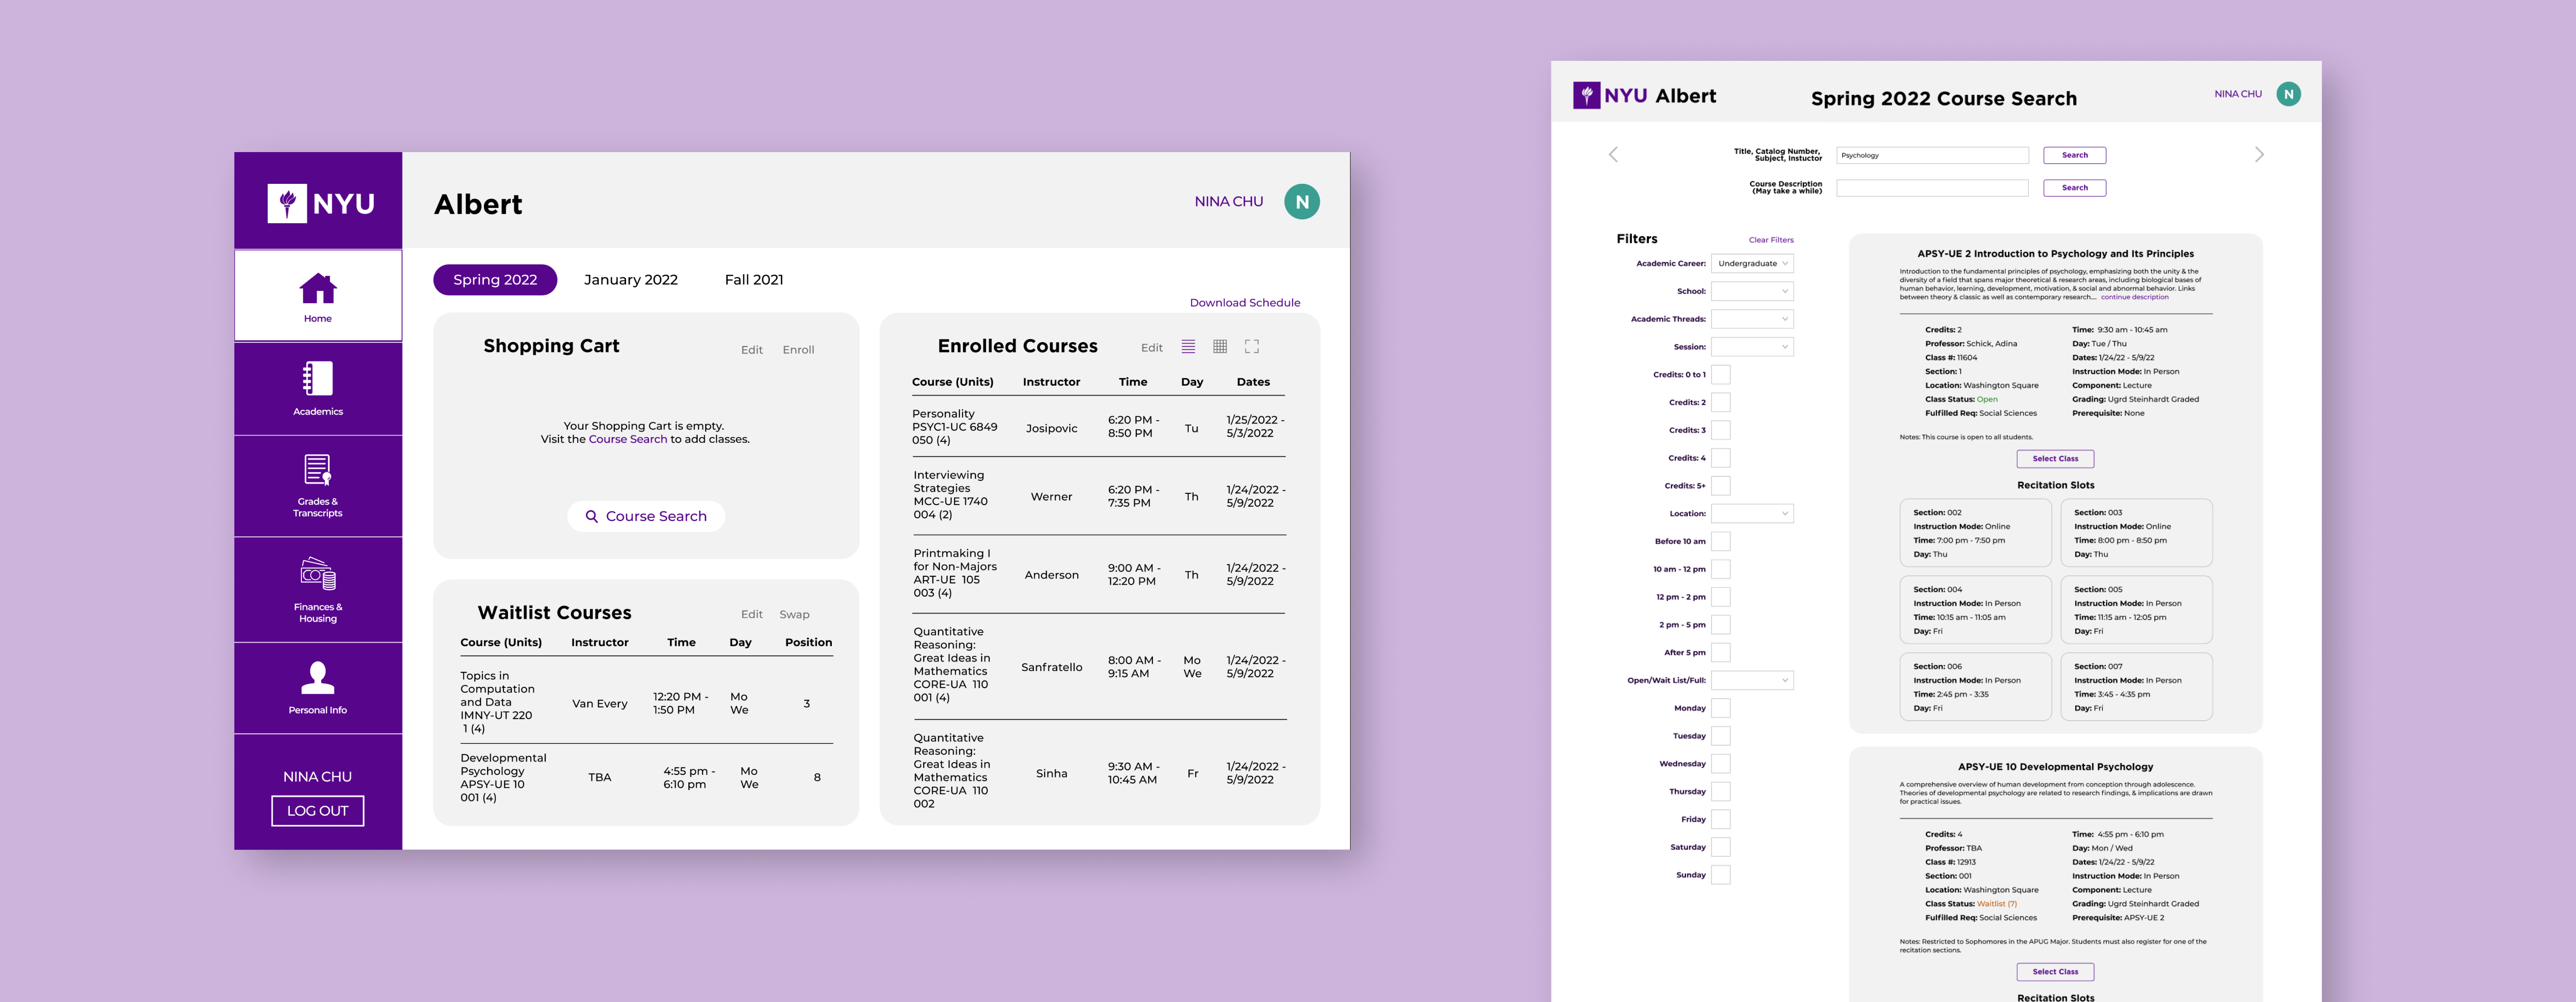 NYU
Home
Academics
Grades &
Transcripts
Finances &
Housing
Personal Info
NINA CHU
LOG OUT
Albert
NINA CHU
N
Spring 2022
January 2022
Fall 2021
Download Schedule
Shopping Cart
Edit
Enroll
Your Shopping Cart is empty.
Visit the Course Search to add classes.
Course Search
Waitlist Courses
Edit
Swap
Course (Units) Instructor Time Day Position
Topics in
Computation
and Data
IMNY-UT 220
1 (4)
Van Every
12:20 PM -
1:50 PM
Mo
We
3
Developmental
Psychology
APSY-UE 10
001 (4)
TBA
4:55 pm -
6:10 pm
Mo
We
8
Enrolled Courses
Edit
Course (Units) Instructor Time Day Dates
Personality
PSYC1-UC 6849
050 (4)
Josipovic
6:20 PM -
8:50 PM
Tu
1/25/2022 -
5/3/2022
Interviewing
Strategies
MCC-UE 1740
004 (2)
Werner
6:20 PM -
7:35 PM
Th
1/24/2022 -
5/9/2022
Printmaking I
for Non-Majors
ART-UE 105
003 (4)
Anderson
9:00 AM -
12:20 PM
Th
1/24/2022 -
5/9/2022
Quantitative
Reasoning:
Great Ideas in
Mathematics
CORE-UA 110
001 (4)
Sanfratello
8:00 AM -
9:15 AM
Mo
We
1/24/2022 -
5/9/2022
Quantitative
Reasoning:
Great Ideas in
Mathematics
CORE-UA 110
002
Sinha
9:30 AM -
10:45 AM
Fr
1/24/2022 -
5/9/2022
NYU Albert
Spring 2022 Course Search
NINA CHU
N
Title, Catalog Number,
Subject, Instuctor
Psychology
Search
Course Description
(May take a while)
Search
Filters
Clear Filters
Academic Career: Undergraduate
School:
Academic Threads:
Session:
Credits: 0 to 1
Credits: 2
Credits: 3
Credits: 4
Credits: 5+
Location:
Before 10 am
10 am - 12 pm
12 pm - 2 pm
2 pm - 5 pm
After 5 pm
Open/Wait List/Full:
Monday
Tuesday
Wednesday
Thursday
Friday
Saturday
Sunday
APSY-UE 2 Introduction to Psychology and Its Principles
Introduction to the fundamental principles of psychology, emphasizing both the unity & the
diversity of a field that spans major theoretical & research areas, including biological bases of
human behavior, learning, development, motivation, & social and abnormal behavior. Links
between theory & classic as well as contemporary research.... continue description
Credits: 2
Professor: Schick, Adina
Class #: 11604
Section: 1
Location: Washington Square
Class Status: Open
Fulfilled Req: Social Sciences
Time: 9:30 am - 10:45 am
Day: Tue / Thu
Dates: 1/24/22 - 5/9/22
Instruction Mode: In Person
Component: Lecture
Grading: Ugrd Steinhardt Graded
Prerequisite: None
Notes: This course is open to all students.
Select Class
Recitation Slots
Section: 002
Instruction Mode: Online
Time: 7:00 pm - 7:50 pm
Day: Thu
Section: 003
Instruction Mode: Online
Time: 8:00 pm - 8:50 pm
Day: Thu
Section: 004
Instruction Mode: In Person
Time: 10:15 am - 11:05 am
Day: Fri
Section: 005
Instruction Mode: In Person
Time: 11:15 am - 12:05 pm
Day: Fri
Section: 006
Instruction Mode: In Person
Time: 2:45 pm - 3:35
Day: Fri
Section: 007
Instruction Mode: In Person
Time: 3:45 - 4:35 pm
Day: Fri
APSY-UE 10 Developmental Psychology
A comprehensive overview of human development from conception through adolescence.
Theories of developmental psychology are related to research findings, & implications are drawn
for practical issues.
Credits: 4
Professor: TBA
Class #: 12913
Section: 001
Location: Washington Square
Class Status: Waitlist (7)
Fulfilled Req: Social Sciences
Time: 4:55 pm - 6:10 pm
Day: Mon / Wed
Dates: 1/24/22 - 5/9/22
Instruction Mode: In Person
Component: Lecture
Grading: Ugrd Steinhardt Graded
Prerequisite: APSY-UE 2
Notes: Restricted to Sophomores in the APUG Major. Students must also register for one of the
recitation sections.
Select Class
Recitation Slots